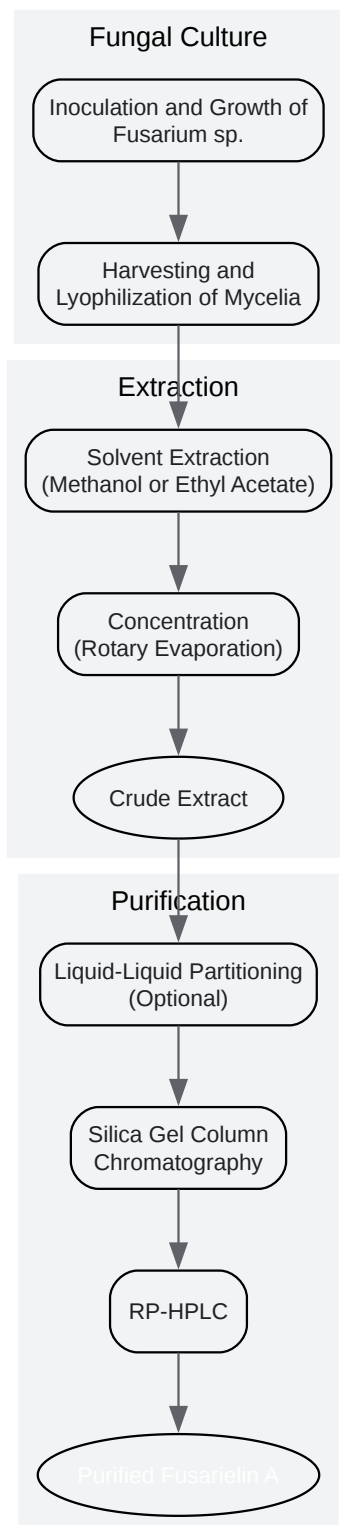 Fungal Culture
Inoculation and Growth of
Fusarium sp.
Harvesting and
Lyophilization of Mycelia
Extraction
Solvent Extraction
(Methanol or Ethyl Acetate)
Concentration
(Rotary Evaporation)
Crude Extract
Purification
Liquid-Liquid Partitioning
(Optional)
Silica Gel Column
Chromatography
RP-HPLC
Purified Fusarielin A